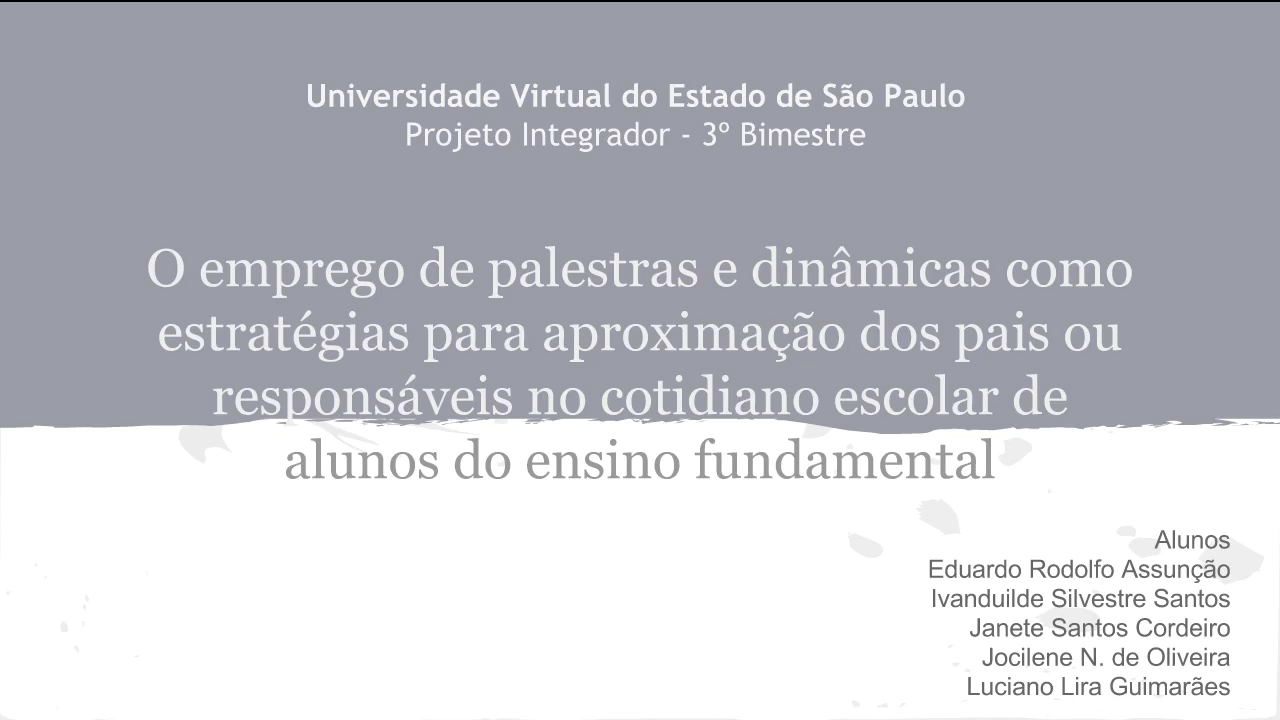 Universidade Virtual do Estado de São Paulo
Projeto Integrador - 3º Bimestre
O emprego de palestras e dinâmicas como
estratégias para aproximação dos pais ou
responsáveis no cotidiano escolar de
alunos do ensino fundamental
Alunos
Eduardo Rodolfo Assunção
Ivanduilde Silvestre Santos
Janete Santos Cordeiro
Jocilene N. de Oliveira
Luciano Lira Guimarães